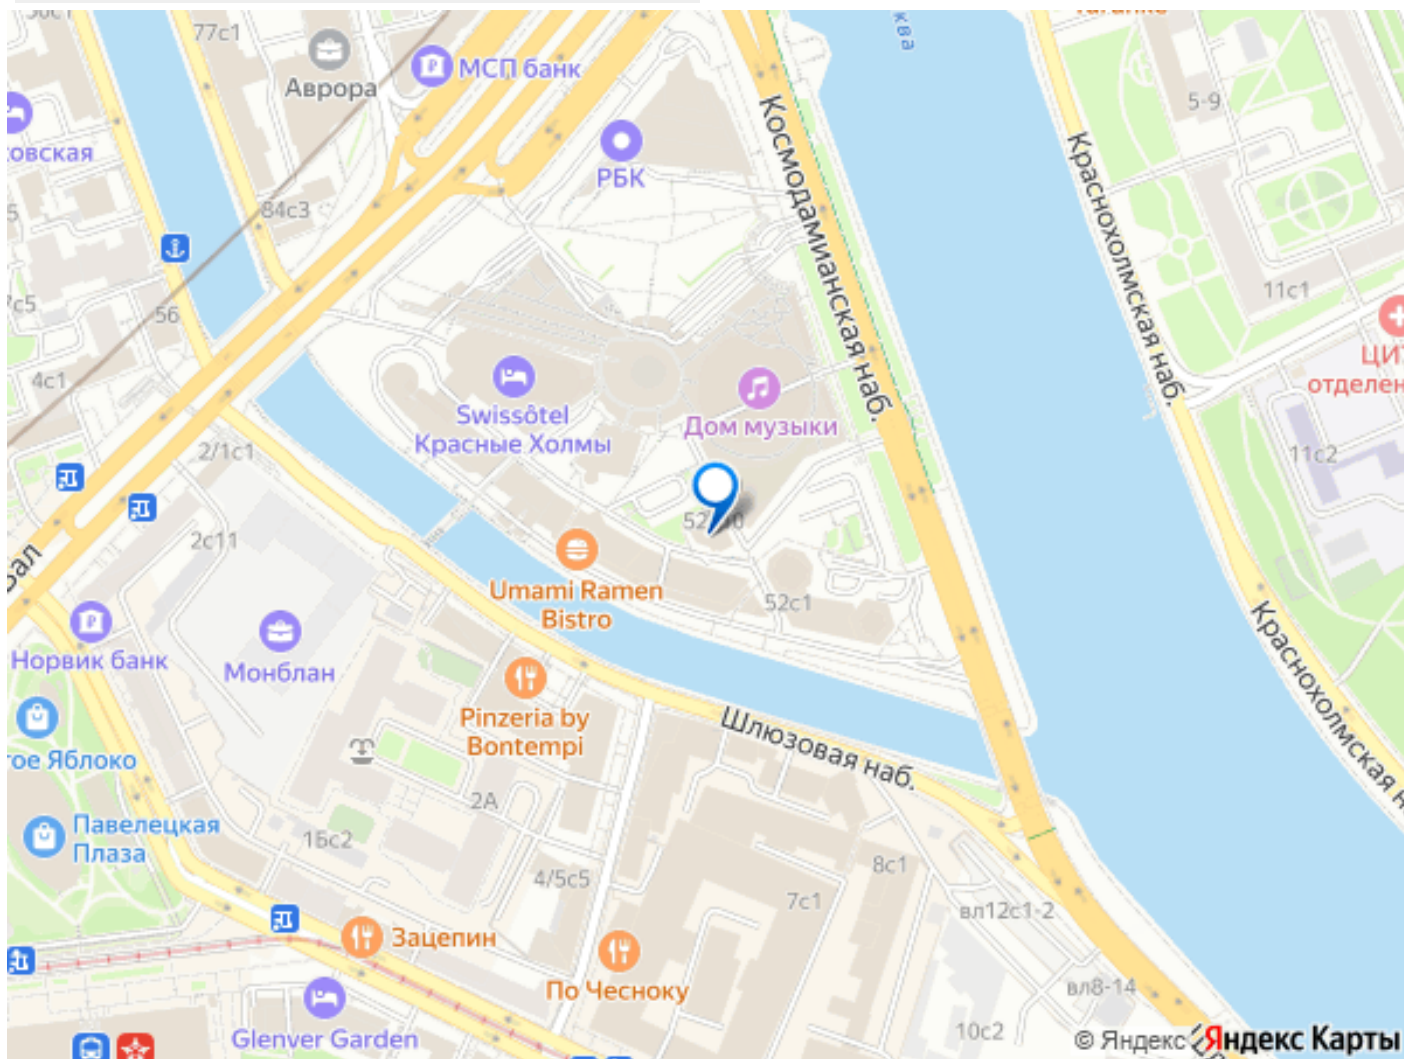 77с1
Аврора
МСП банк
5-9
РБК
Космодамианская наб.
Краснохолмская наб.
84с3
11с1
56
4с1
Swissôtel
Красные Холмы
Дом музыки
2/1с1
11с2
2с11
Umami Ramen
Bistro
52с1
Норвик банк
Монблан
Краснохолмская
Pinzeria by
Bontempi
Шлюзовая наб.
Павелецкая
Плаза
2А
1Бс2
4/5с5
8с1
7с1
вл12с1-2
Зацепин
По Чесноку
вл8-14
Glenver Garden
10с2
© Яндекс
Яндекс Карты